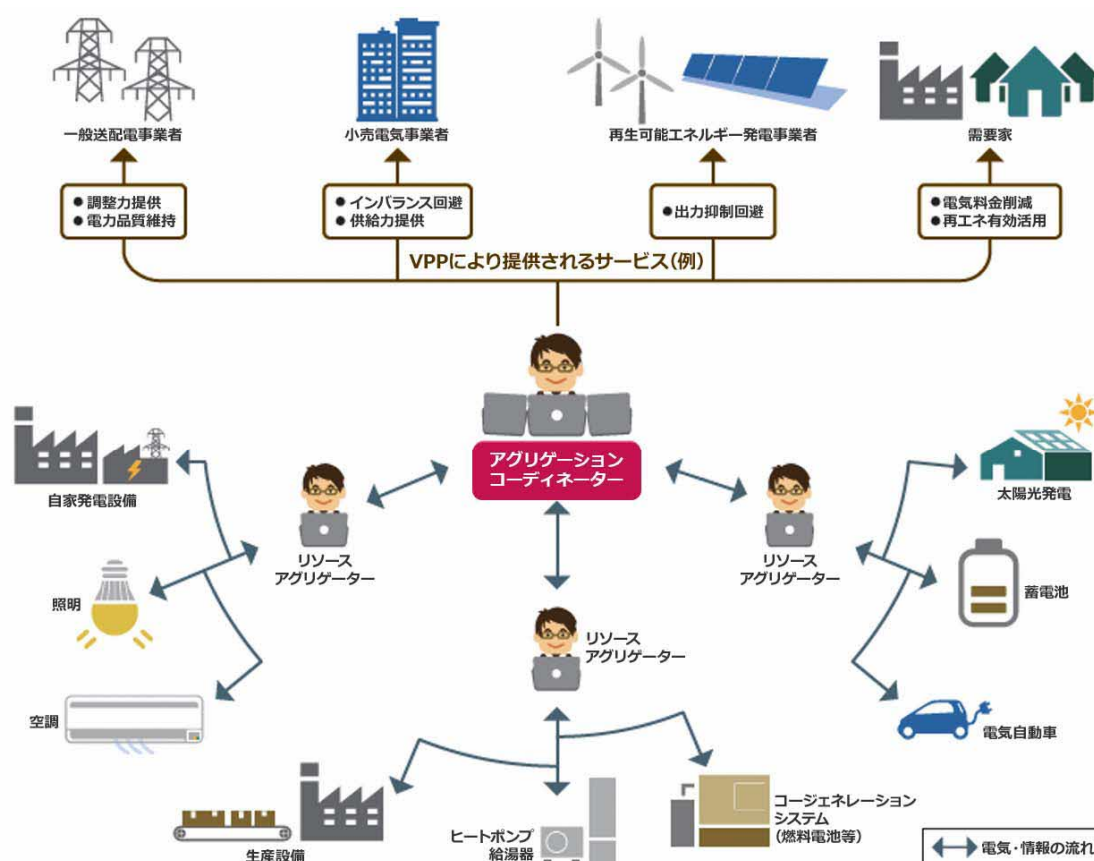 一般送配電事業者
小売電気事業者
再生可能エネルギー発電事業者
需要家
●調整力提供
●電力品質維持
●インバランス回避
●供給力提供
●出力抑制回避
●電気料金削減
●再エネ有効活用
VPPにより提供されるサービス(例)
アグリゲーション
コーディネーター
自家発電設備
リソース
アグリゲーター
リソース
アグリゲーター
太陽光発電
照明
蓄電池
リソース
アグリゲーター
空調
電気自動車
生産設備
ヒートポンプ
給湯器
コージェネレーション
システム
(燃料電池等)
電気・情報の流れ